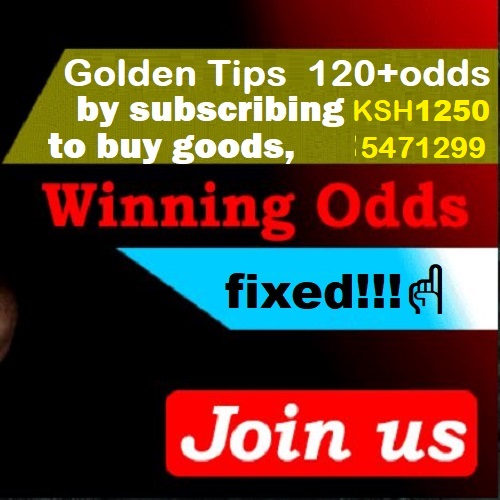 Golden Tips 120+odds
by subscribing KSH1250
to buy goods, :5471299
Winning Odds
fixed!!!☝
Join us